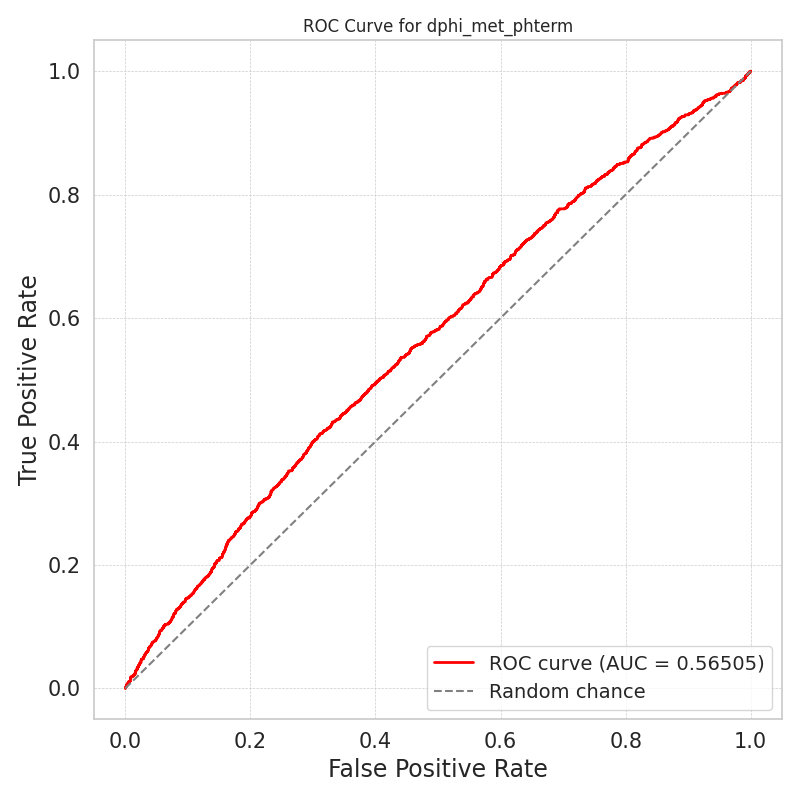 ROC Curve for dphi_met_phterm
True Positive Rate
1.0
0.8
0.6
0.4
0.2
0.0
ROC curve (AUC = 0.56505)
Random chance
0.0 0.2 0.4 0.6 0.8 1.0
False Positive Rate